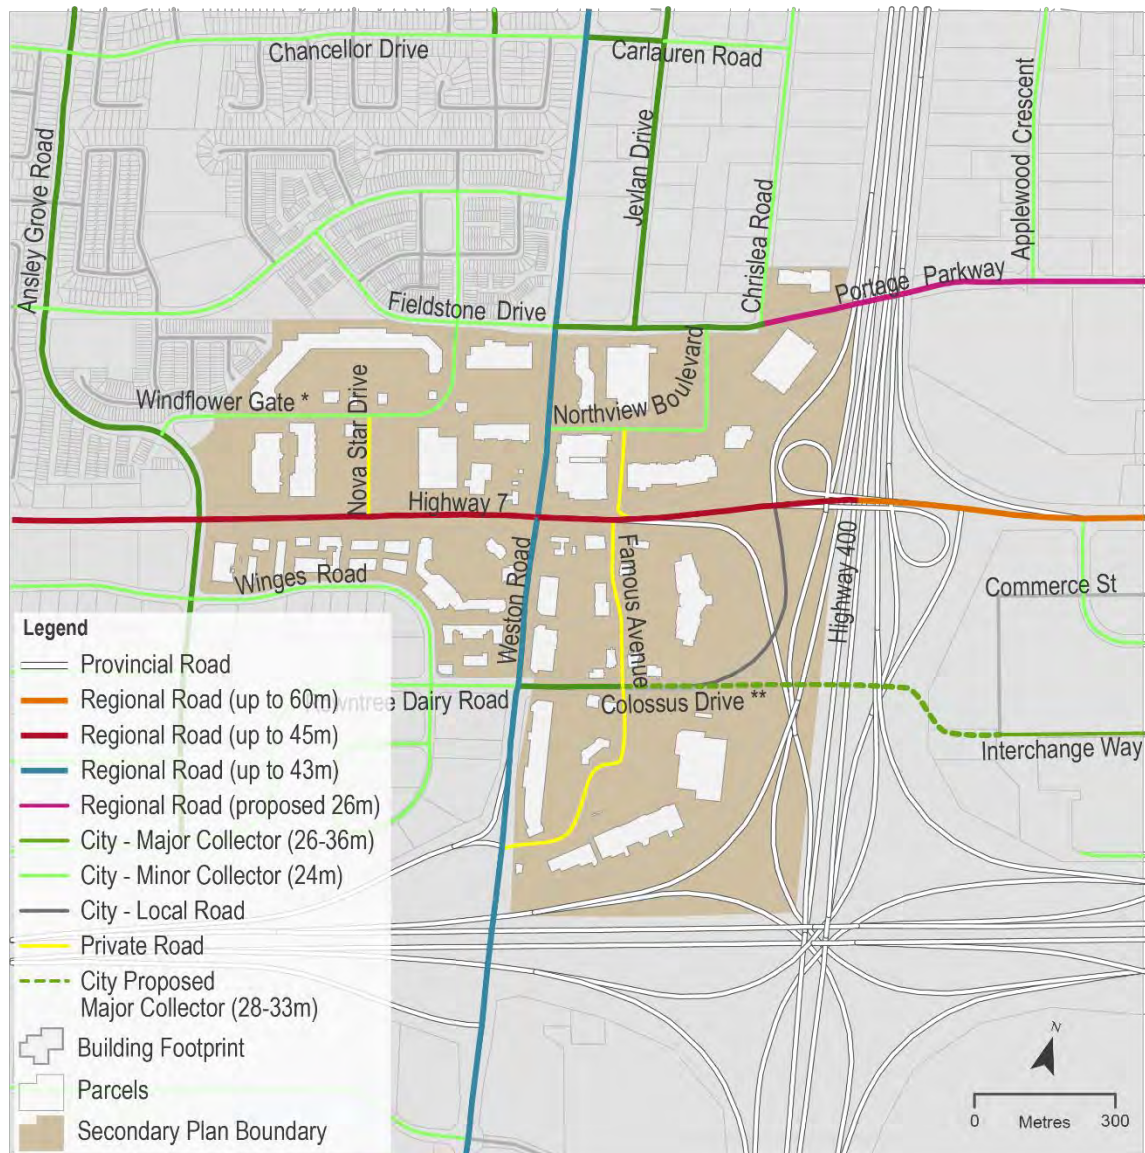 Chancellor Drive
Carlauren Road
Ansley Grove Road
Jevlan Drive
Chrislea Road
Applewood Crescent
Portage Parkway
Fieldstone Drive
Windflower Gate *
Nova Star Drive
Northview Boulevard
Highway 7
Weston Road
Famous Avenue
Highway 400
Winges Road
Commerce St
Dairy Road
Colossus Drive **
Interchange Way
Legend
Provincial Road
Regional Road (up to 60m)
Regional Road (up to 45m)
Regional Road (up to 43m)
Regional Road (proposed 26m)
City - Major Collector (26-36m)
City - Minor Collector (24m)
City - Local Road
Private Road
City Proposed
Major Collector (28-33m)
Building Footprint
Parcels
Secondary Plan Boundary
N
0 Metres 300